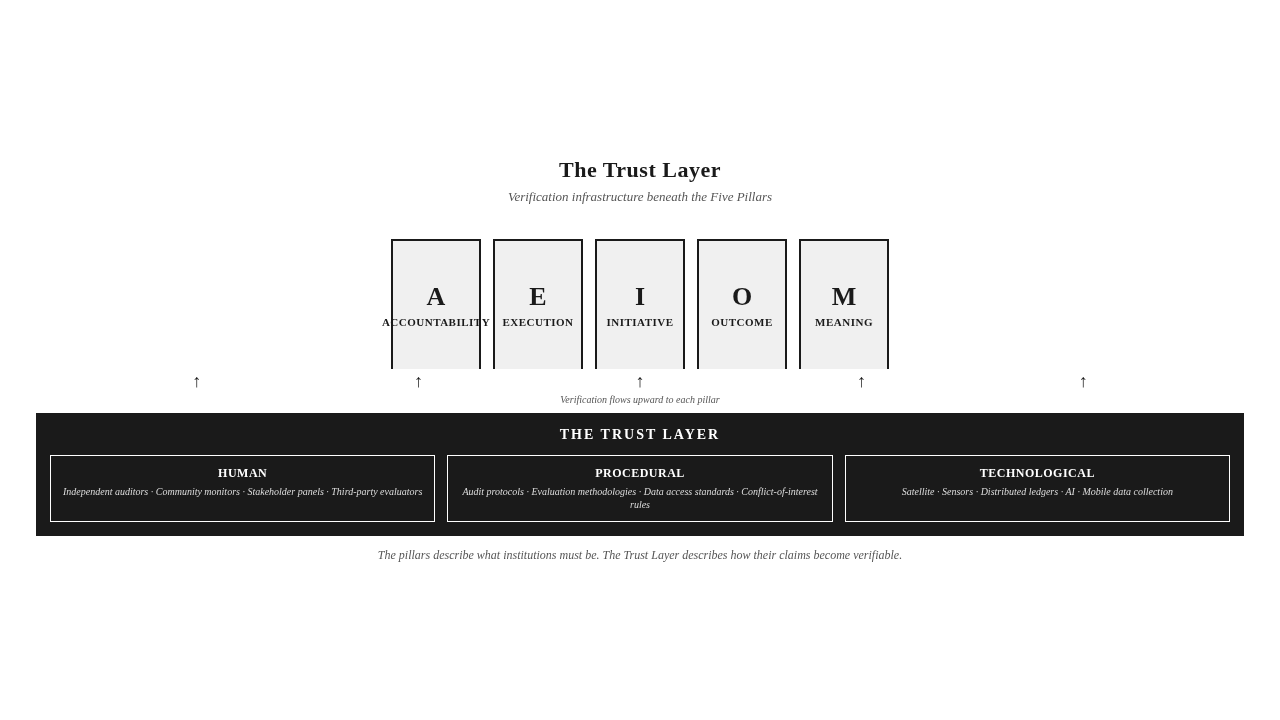 The Trust Layer
Verification infrastructure beneath the Five Pillars
A E I O M
ACCOUNTABILITY EXECUTION INITIATIVE OUTCOME MEANING
↑ ↑ ↑ ↑ ↑
Verification flows upward to each pillar
THE TRUST LAYER
HUMAN
Independent auditors · Community monitors · Stakeholder panels · Third-party evaluators
PROCEDURAL
Audit protocols · Evaluation methodologies · Data access standards · Conflict-of-interest
rules
TECHNOLOGICAL
Satellite · Sensors · Distributed ledgers · AI · Mobile data collection
The pillars describe what institutions must be. The Trust Layer describes how their claims become verifiable.